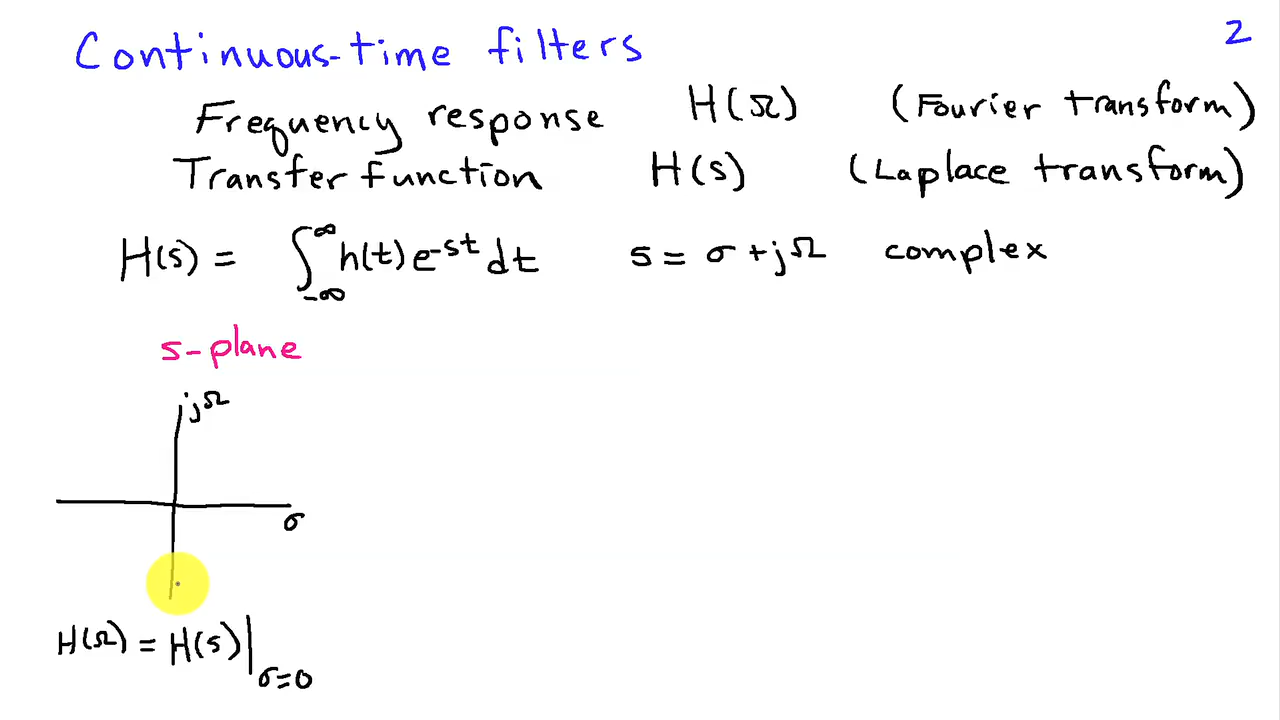 Continuous-time filters 2
Frequency response H(Ω) (Fourier transform)
Transfer function H(s) (Laplace transform)
H(s) = ∫_{-∞}^{∞} h(t) e^{-st} dt s = σ + jΩ complex
s-plane
jΩ
σ
H(Ω) = H(s)|_{σ=0}